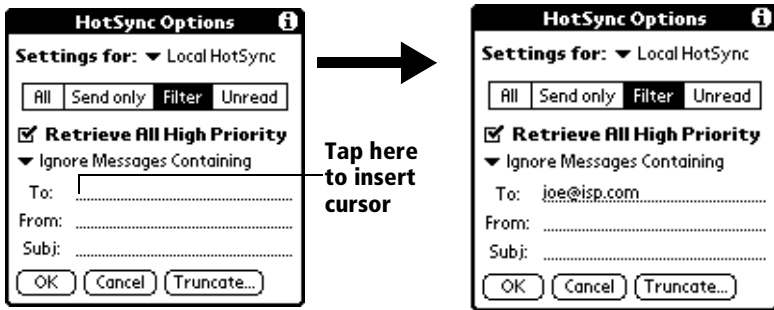 HotSync Options
Settings for: Local HotSync
All Send only Filter Unread
Retrieve All High Priority
Ignore Messages Containing
To:
From:
Subj:
OK Cancel Truncate...
Tap here
to insert
cursor
HotSync Options
Settings for: Local HotSync
All Send only Filter Unread
Retrieve All High Priority
Ignore Messages Containing
To: joe@isp.com
From:
Subj:
OK Cancel Truncate...